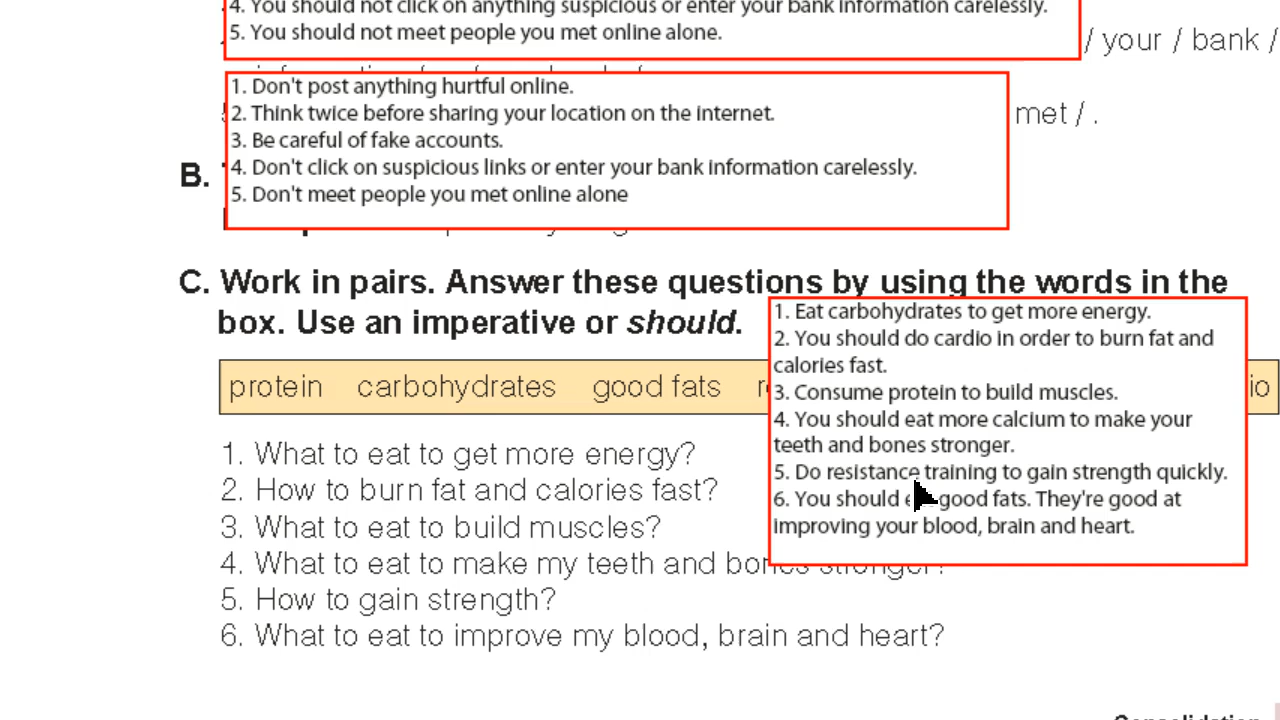 4. You should not click on anything suspicious or enter your bank information carelessly.
5. You should not meet people you met online alone.
/ your / bank /
1. Don't post anything hurtful online.
2. Think twice before sharing your location on the internet.
met / .
3. Be careful of fake accounts.
B.
4. Don't click on suspicious links or enter your bank information carelessly.
5. Don't meet people you met online alone
C. Work in pairs. Answer these questions by using the words in the
box. Use an imperative or should.
protein carbohydrates good fats
1. Eat carbohydrates to get more energy.
2. You should do cardio in order to burn fat and
calories fast.
3. Consume protein to build muscles.
4. You should eat more calcium to make your
teeth and bones stronger.
5. Do resistance training to gain strength quickly.
6. You should good fats. They're good at
improving your blood, brain and heart.
1. What to eat to get more energy?
2. How to burn fat and calories fast?
3. What to eat to build muscles?
4. What to eat to make my teeth and bones stronger?
5. How to gain strength?
6. What to eat to improve my blood, brain and heart?